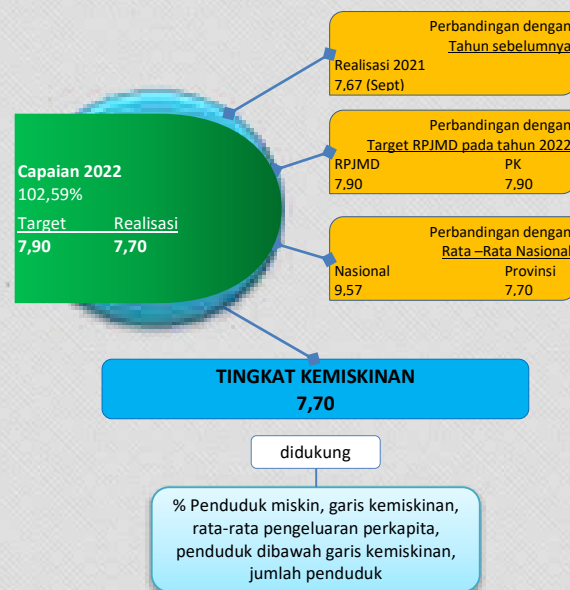 Perbandingan dengan
Tahun sebelumnya
Realisasi 2021
7,67 (Sept)
Capaian 2022
102,59%
Target Realisasi
7,90 7,70
Perbandingan dengan
Target RPJMD pada tahun 2022
RPJMD PK
7,90 7,90
Perbandingan dengan
Rata –Rata Nasional
Nasional Provinsi
9,57 7,70
TINGKAT KEMISKINAN
7,70
didukung
% Penduduk miskin, garis kemiskinan,
rata-rata pengeluaran perkapita,
penduduk dibawah garis kemiskinan,
jumlah penduduk